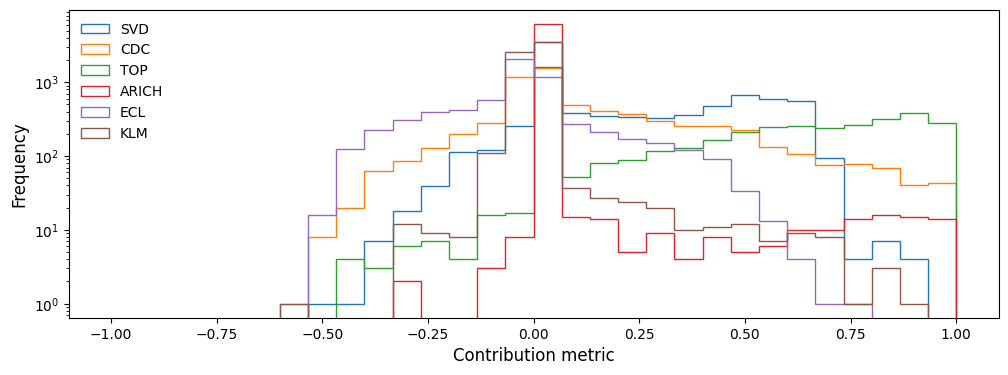 SVD
CDC
TOP
ARICH
ECL
KLM
Frequency
10³
10²
10¹
10⁰
−1.00 −0.75 −0.50 −0.25 0.00 0.25 0.50 0.75 1.00
Contribution metric